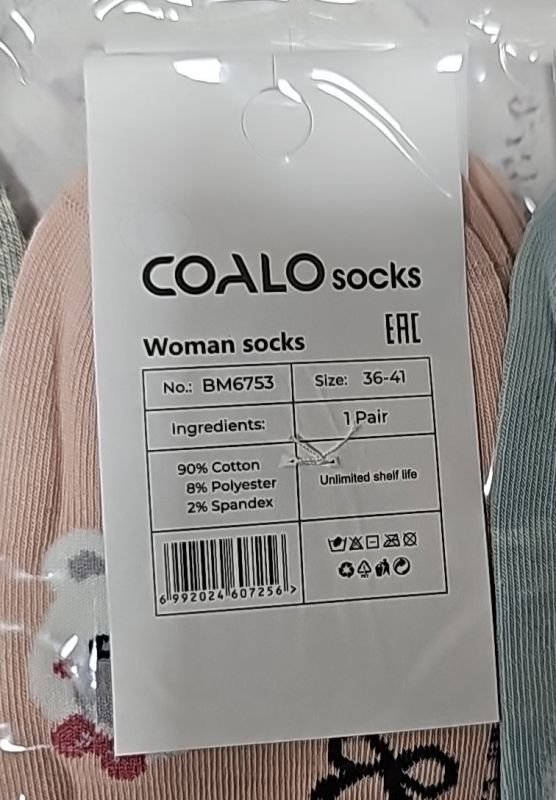 COALO socks
Woman socks
EAC
No.: BM6753
Size: 36-41
Ingredients:
1 Pair
90% Cotton
8% Polyester
2% Spandex
Unlimited shelf life
6 992024 607256 >